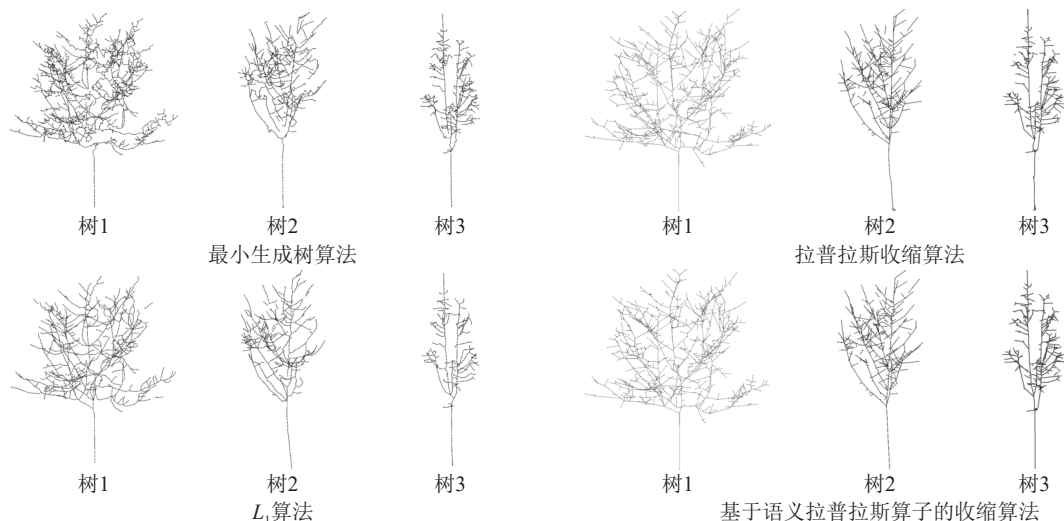 树1 树2 树3 树1 树2 树3
最小生成树算法 拉普拉斯收缩算法
树1 树2 树3 树1 树2 树3
L₁算法 基于语义拉普拉斯算子的收缩算法